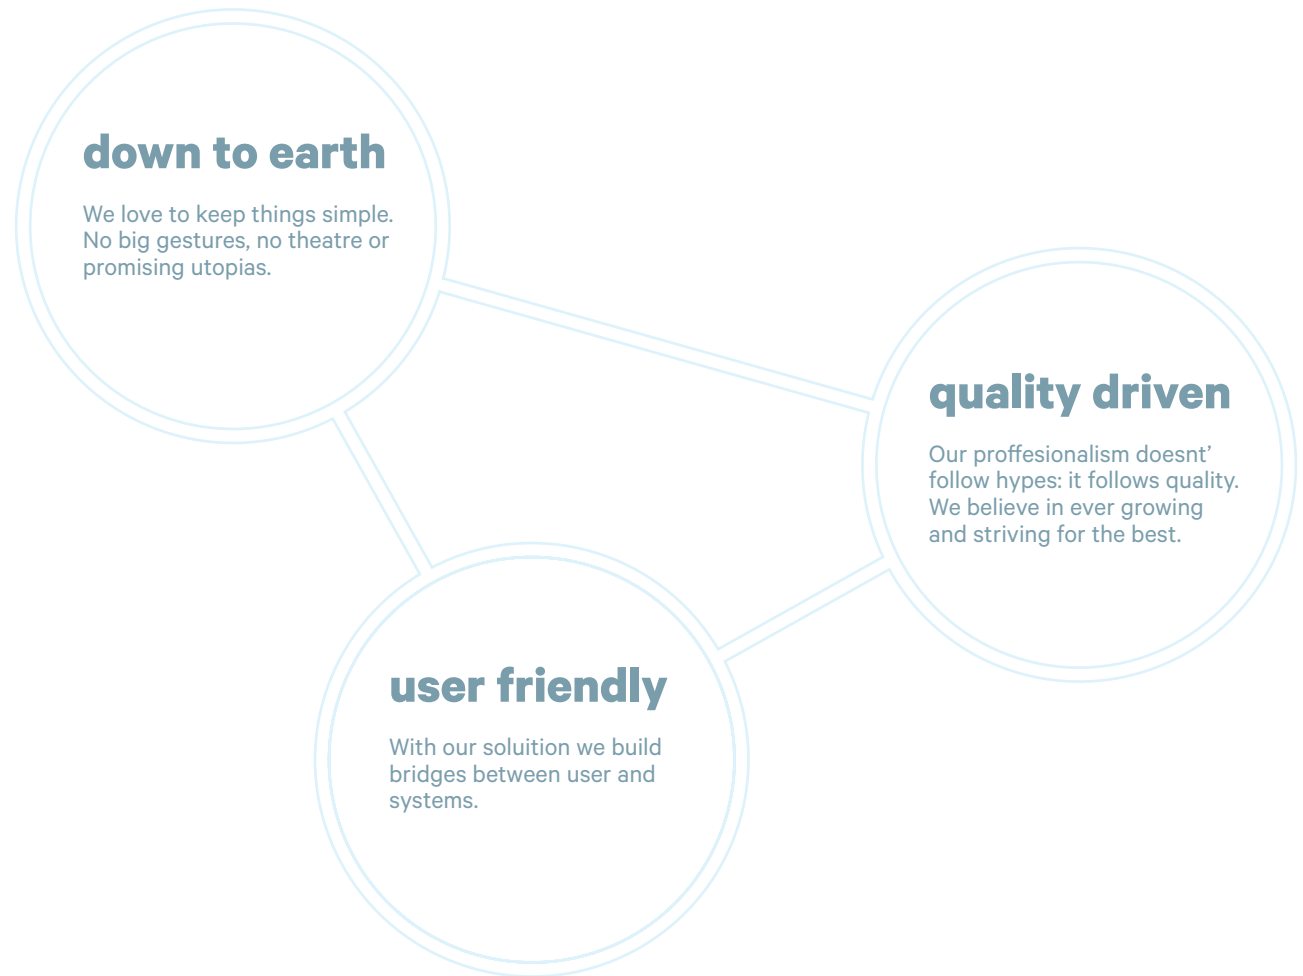 down to earth
We love to keep things simple.
No big gestures, no theatre or
promising utopias.
quality driven
Our proffesionalism doesnt’
follow hypes: it follows quality.
We believe in ever growing
and striving for the best.
user friendly
With our soluition we build
bridges between user and
systems.